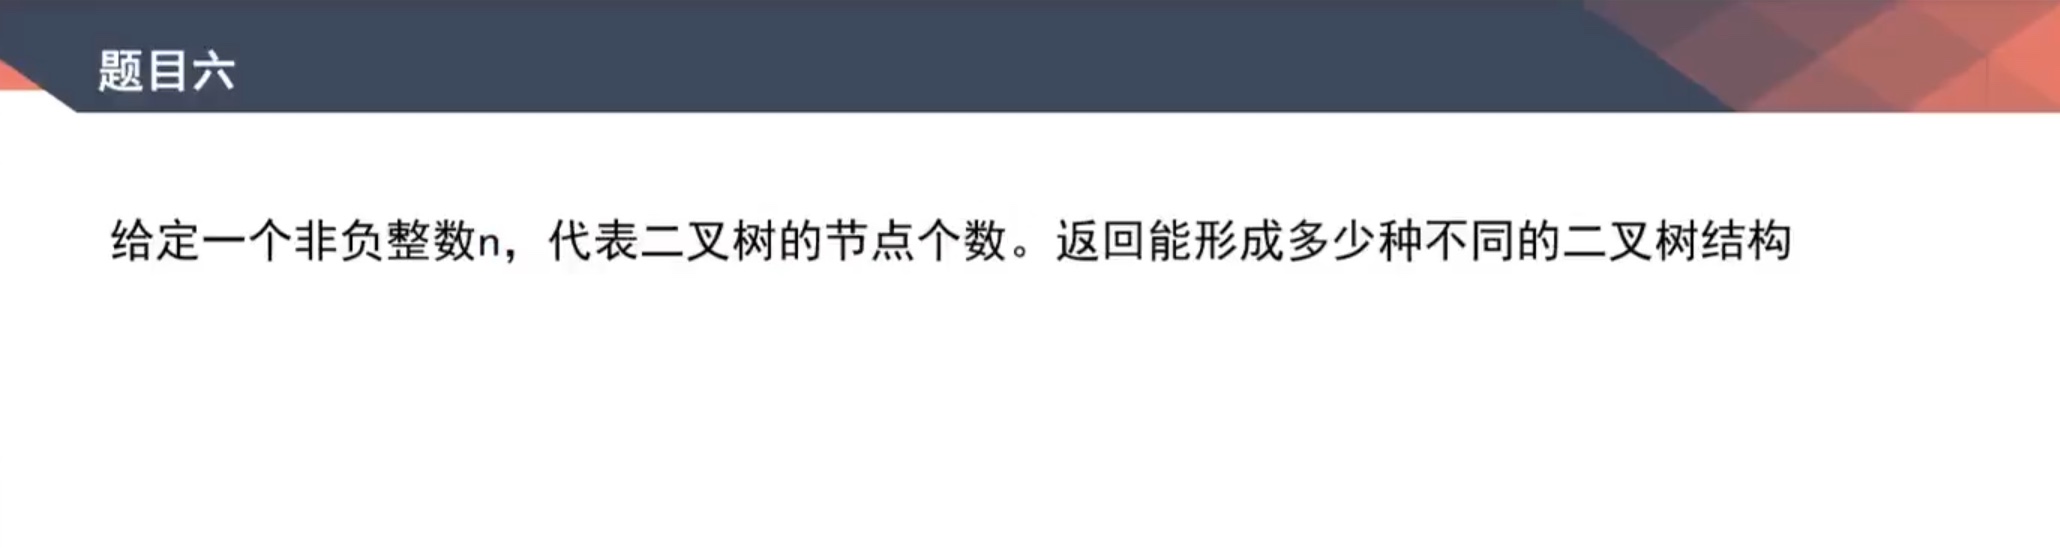 题目六
给定一个非负整数n，代表二叉树的节点个数。返回能形成多少种不同的二叉树结构